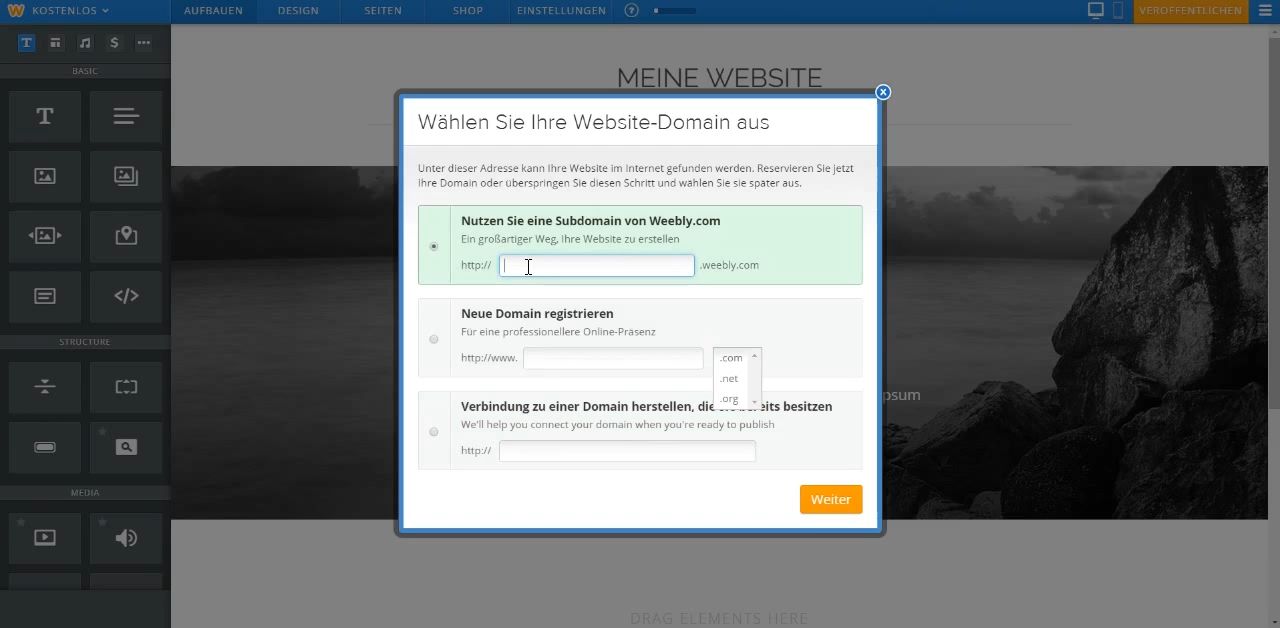 KOSTENLOS
AUFBAUEN
DESIGN
SEITEN
SHOP
EINSTELLUNGEN
?
VERÖFFENTLICHEN
T
$
BASIC
T
</>
STRUCTURE
MEDIA
MEINE WEBSITE
Wählen Sie Ihre Website-Domain aus
Unter dieser Adresse kann Ihre Website im Internet gefunden werden. Reservieren Sie jetzt
Ihre Domain oder überspringen Sie diesen Schritt und wählen Sie sie später aus.
Nutzen Sie eine Subdomain von Weebly.com
Ein großartiger Weg, Ihre Website zu erstellen
http:// .weebly.com
Neue Domain registrieren
Für eine professionellere Online-Präsenz
http://www.
.com
.net
.org
Verbindung zu einer Domain herstellen, die bereits besitzen
We'll help you connect your domain when you're ready to publish
http://
Weiter
psum
DRAG ELEMENTS HERE